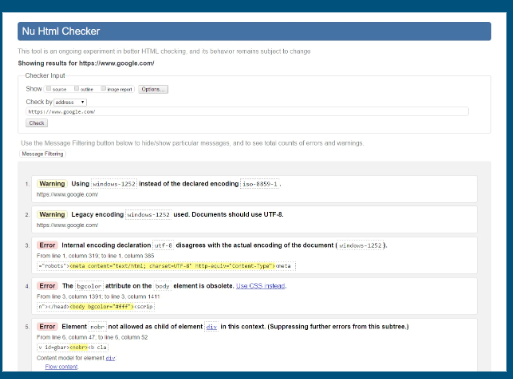 Nu Html Checker
This tool is an ongoing experiment in better HTML checking, and its behavior remains subject to change
Showing results for https://www.google.com/
Checker Input
Show source outline image report Options...
Check by address
https://www.google.com/
Check
Use the Message Filtering button below to hide/show particular messages, and to see total counts of errors and warnings.
Message Filtering
1. Warning Using windows-1252 instead of the declared encoding iso-8859-1.
https://www.google.com/
2. Warning Legacy encoding windows-1252 used. Documents should use UTF-8.
https://www.google.com/
3. Error Internal encoding declaration utf-8 disagrees with the actual encoding of the document (windows-1252).
From line 1, column 319; to line 1, column 385
="robots"><meta content="text/html; charset=UTF-8" http-equiv="Content-Type"><meta
4. Error The bgcolor attribute on the body element is obsolete. Use CSS instead.
From line 3, column 1391; to line 3, column 1411
n"></head><body bgcolor="#fff"><scrip
5. Error Element nobr not allowed as child of element div in this context. (Suppressing further errors from this subtree.)
From line 6, column 47; to line 6, column 52
v id=gbar><nobr><b cla
Content model for element div:
Flow content.